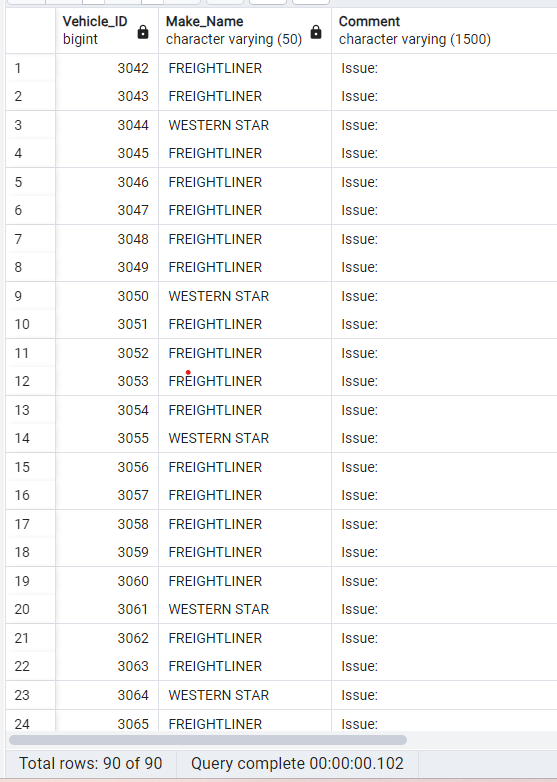 Vehicle_ID Make_Name Comment
bigint character varying (50) character varying (1500)
1 3042 FREIGHTLINER Issue:
2 3043 FREIGHTLINER Issue:
3 3044 WESTERN STAR Issue:
4 3045 FREIGHTLINER Issue:
5 3046 FREIGHTLINER Issue:
6 3047 FREIGHTLINER Issue:
7 3048 FREIGHTLINER Issue:
8 3049 FREIGHTLINER Issue:
9 3050 WESTERN STAR Issue:
10 3051 FREIGHTLINER Issue:
11 3052 FREIGHTLINER Issue:
12 3053 FREIGHTLINER Issue:
13 3054 FREIGHTLINER Issue:
14 3055 WESTERN STAR Issue:
15 3056 FREIGHTLINER Issue:
16 3057 FREIGHTLINER Issue:
17 3058 FREIGHTLINER Issue:
18 3059 FREIGHTLINER Issue:
19 3060 FREIGHTLINER Issue:
20 3061 WESTERN STAR Issue:
21 3062 FREIGHTLINER Issue:
22 3063 FREIGHTLINER Issue:
23 3064 WESTERN STAR Issue:
24 3065 FREIGHTLINER Issue:
Total rows: 90 of 90 Query complete 00:00:00.102